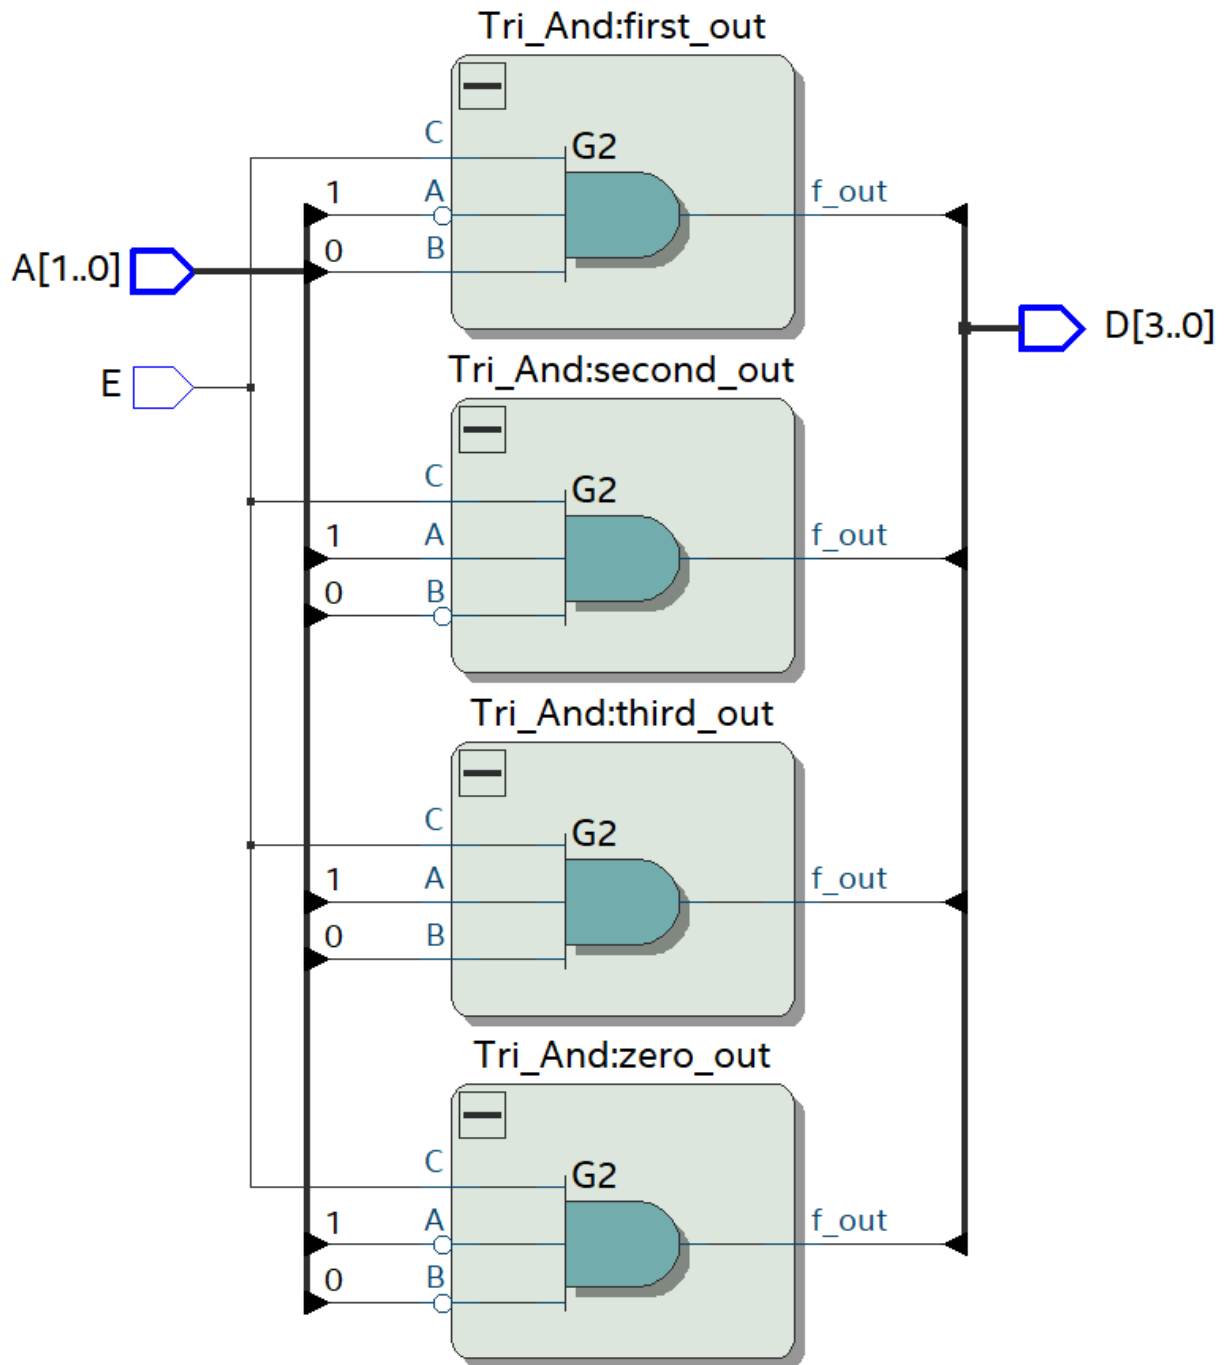 Tri_And:first_out
C
G2
1
A
f_out
0
B
A[1..0]
D[3..0]
E
Tri_And:second_out
C
G2
1
A
f_out
0
B
Tri_And:third_out
C
G2
1
A
f_out
0
B
Tri_And:zero_out
C
G2
1
A
f_out
0
B